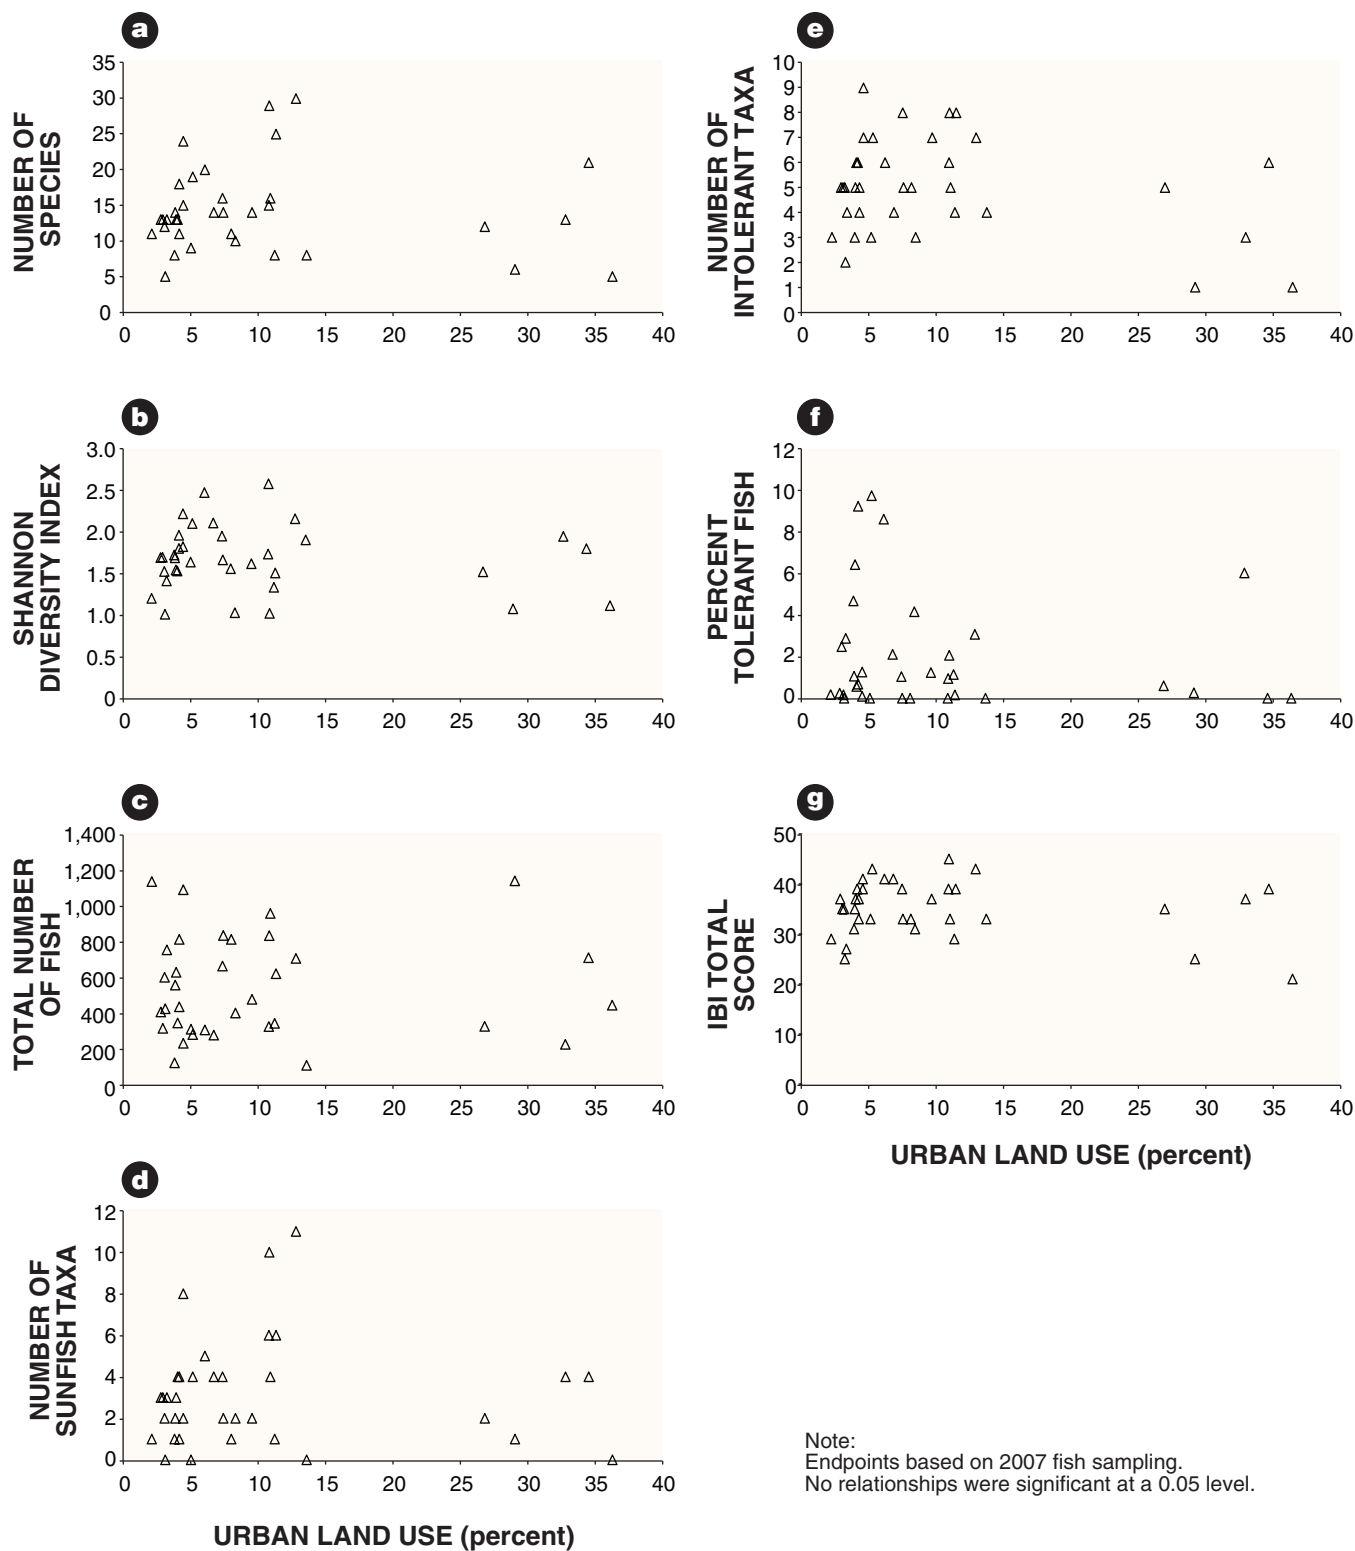 a
NUMBER OF
SPECIES
35
30
25
20
15
10
5
0
0 5 10 15 20 25 30 35 40
b
SHANNON
DIVERSITY INDEX
3.0
2.5
2.0
1.5
1.0
0.5
0
0 5 10 15 20 25 30 35 40
c
TOTAL NUMBER
OF FISH
1,400
1,200
1,000
800
600
400
200
0
0 5 10 15 20 25 30 35 40
d
NUMBER OF
SUNFISH TAXA
12
10
8
6
4
2
0
0 5 10 15 20 25 30 35 40
URBAN LAND USE (percent)
e
NUMBER OF
INTOLERANT TAXA
10
9
8
7
6
5
4
3
2
1
0
0 5 10 15 20 25 30 35 40
f
PERCENT
TOLERANT FISH
12
10
8
6
4
2
0
0 5 10 15 20 25 30 35 40
g
IBI TOTAL
SCORE
50
40
30
20
10
0
0 5 10 15 20 25 30 35 40
URBAN LAND USE (percent)
Note:
Endpoints based on 2007 fish sampling.
No relationships were significant at a 0.05 level.